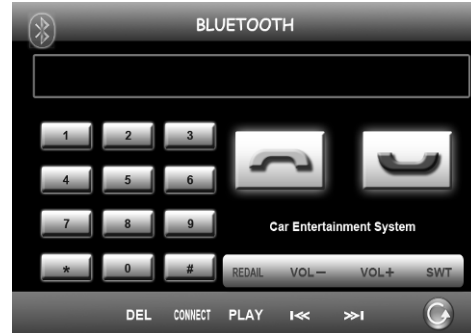 BLUETOOTH
1 2 3
4 5 6
7 8 9
Car Entertainment System
* 0 #
REDAIL VOL− VOL+ SWT
DEL CONNECT PLAY I<< >>I